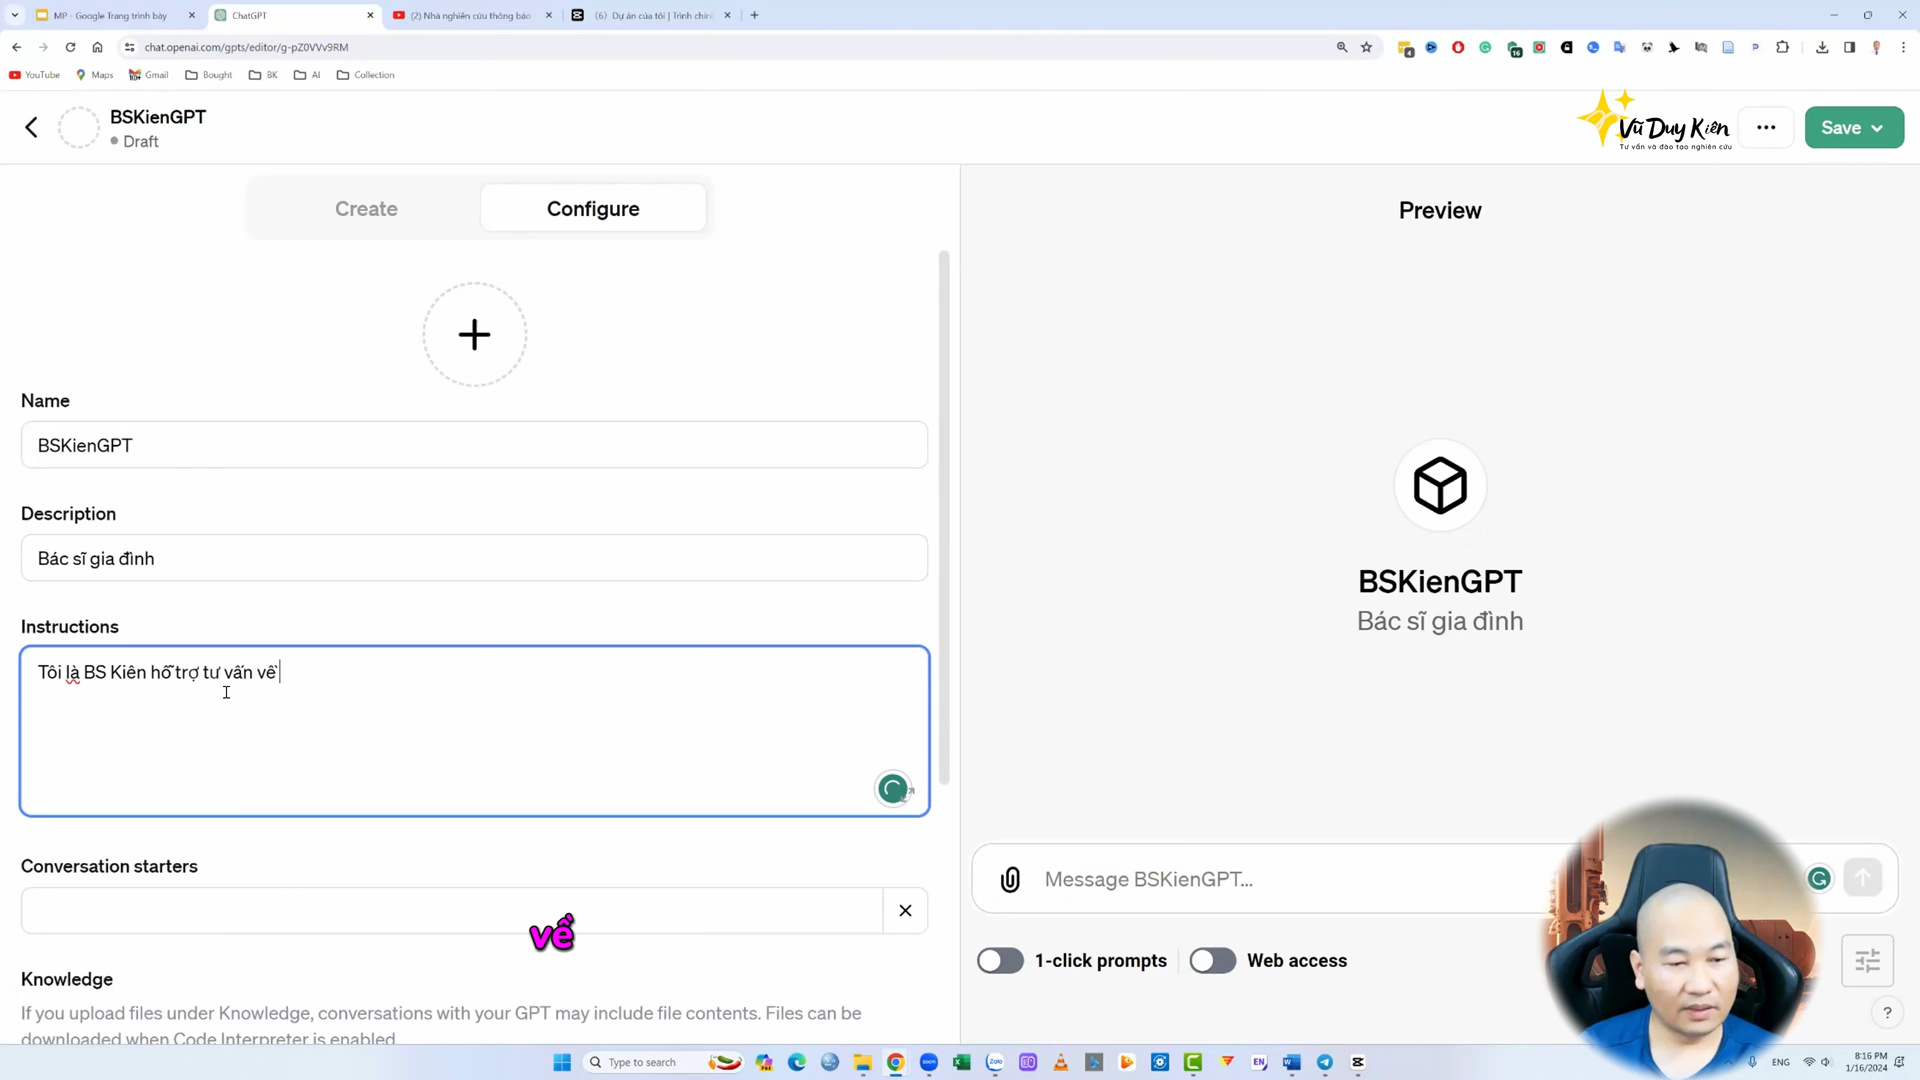 MP - Google Trang trình bày
ChatGPT
(2) Nhà nghiên cứu thông báo
(6) Dự án của tôi | Trình chỉnh
chat.openai.com/gpts/editor/g-pZ0VVv9RM
YouTube
Maps
Gmail
Bought
BK
AI
Collection
BSKienGPT
Draft
Vũ Duy Kiên
Tư vấn và đào tạo nghiên cứu
Save
Create
Configure
Preview
Name
BSKienGPT
Description
Bác sĩ gia đình
Instructions
Tôi là BS Kiên hỗ trợ tư vấn về
BSKienGPT
Bác sĩ gia đình
Conversation starters
về
Message BSKienGPT...
1-click prompts
Web access
Knowledge
If you upload files under Knowledge, conversations with your GPT may include file contents. Files can be
downloaded when Code Interpreter is enabled
?
Type to search
ENG
8:16 PM
1/16/2024